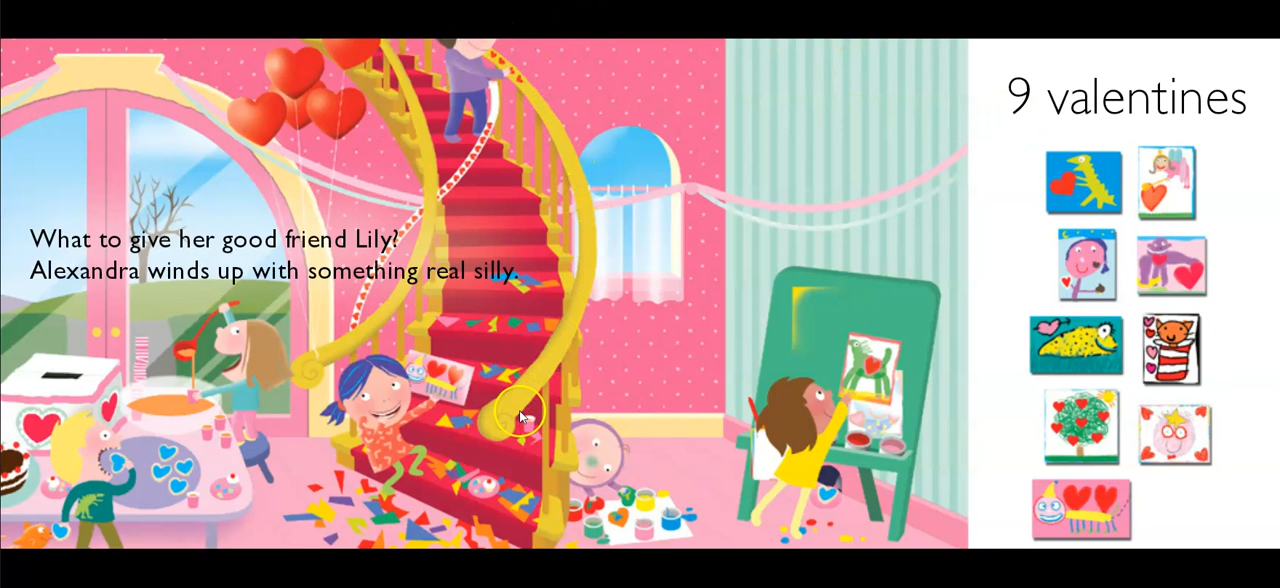 9 valentines
What to give her good friend Lily?
Alexandra winds up with something real silly.